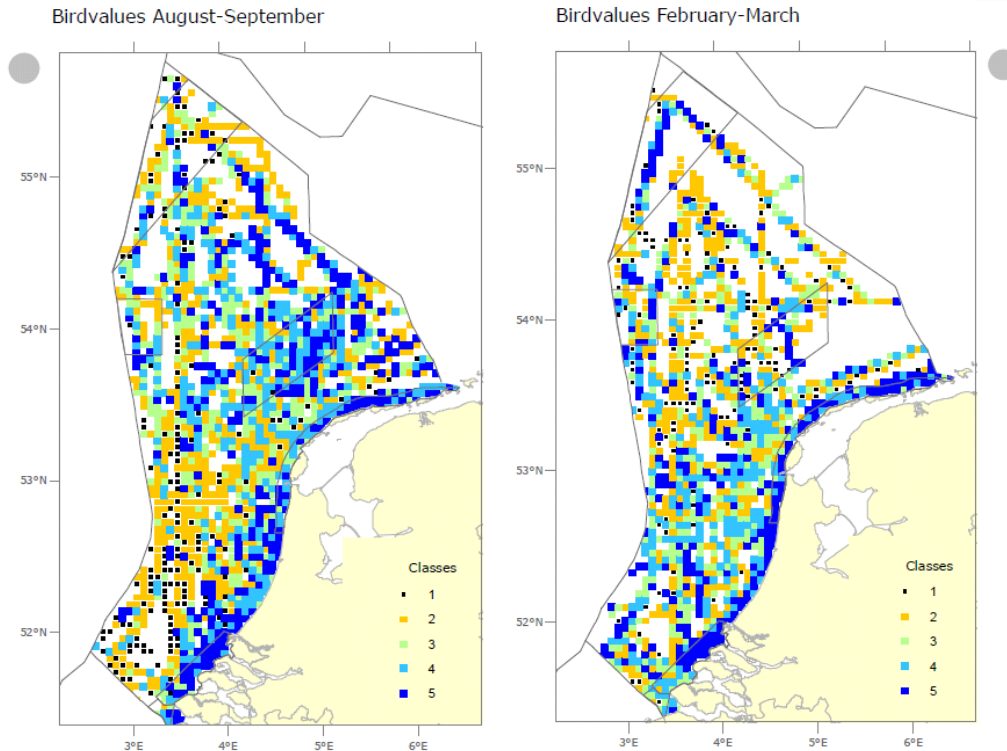 Birdvalues August-September
55°N
54°N
53°N
52°N
3°E
4°E
5°E
6°E
Classes
1
2
3
4
5
Birdvalues February-March
55°N
54°N
53°N
52°N
3°E
4°E
5°E
6°E
Classes
1
2
3
4
5